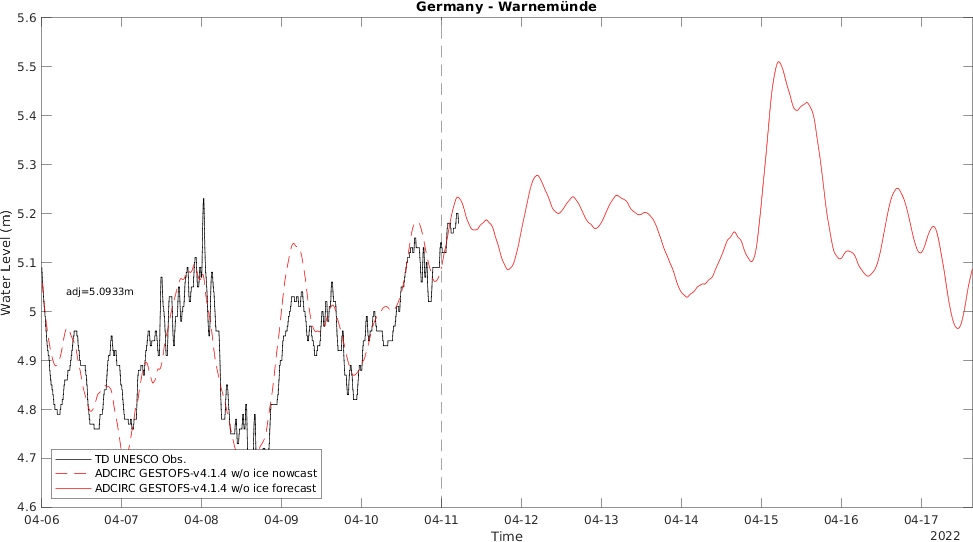 Germany - Warnemünde
5.6
5.5
5.4
5.3
5.2
5.1
5
4.9
4.8
4.7
4.6
Water Level (m)
adj=5.0933m
TD UNESCO Obs.
ADCIRC GESTOFS-v4.1.4 w/o ice nowcast
ADCIRC GESTOFS-v4.1.4 w/o ice forecast
04-06 04-07 04-08 04-09 04-10 04-11 04-12 04-13 04-14 04-15 04-16 04-17
Time
2022